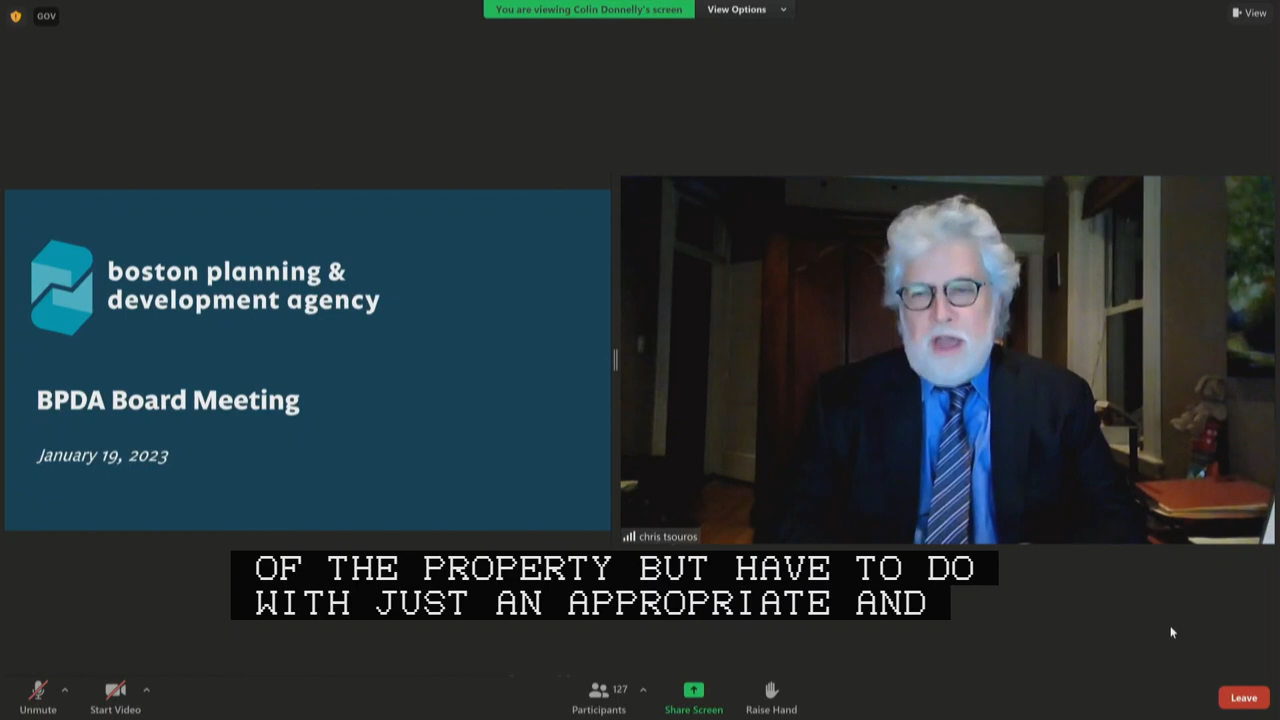 GOV
You are viewing Colin Donnelly's screen
View Options
View
boston planning &
development agency
BPDA Board Meeting
January 19, 2023
chris tsouros
OF THE PROPERTY BUT HAVE TO DO
WITH JUST AN APPROPRIATE AND
Unmute
Start Video
127
Participants
Share Screen
Raise Hand
Leave